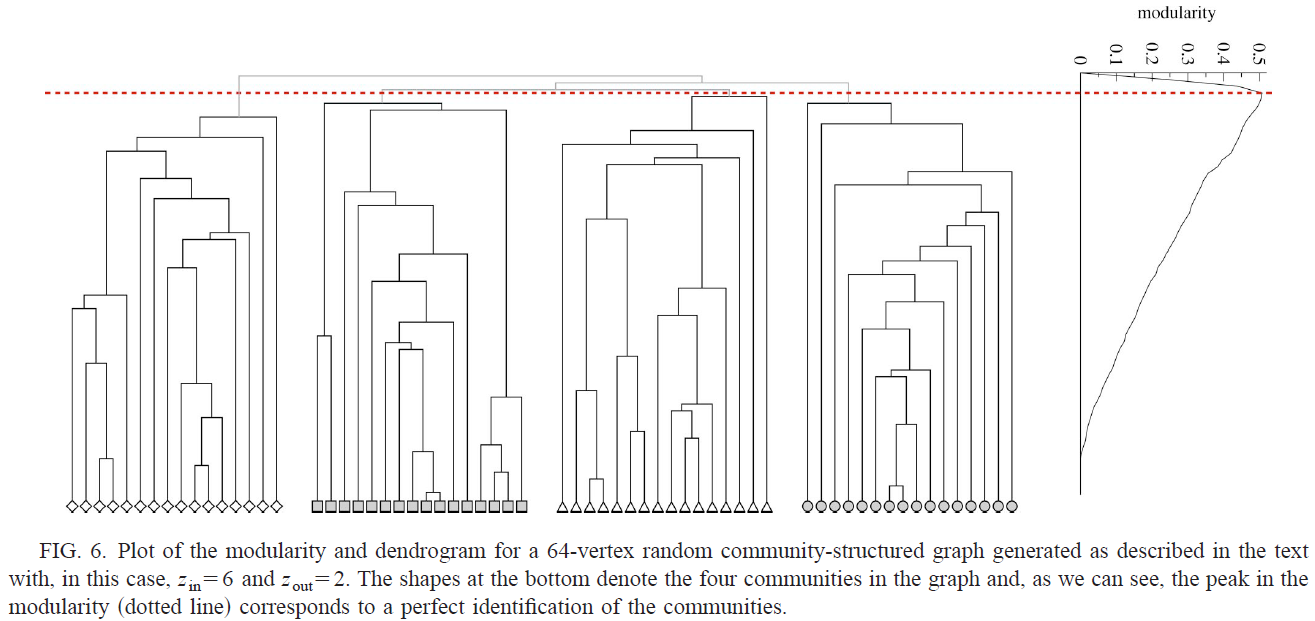 modularity
0 0.1 0.2 0.3 0.4 0.5
FIG. 6. Plot of the modularity and dendrogram for a 64-vertex random community-structured graph generated as described in the text
with, in this case, zin=6 and zout=2. The shapes at the bottom denote the four communities in the graph and, as we can see, the peak in the
modularity (dotted line) corresponds to a perfect identification of the communities.